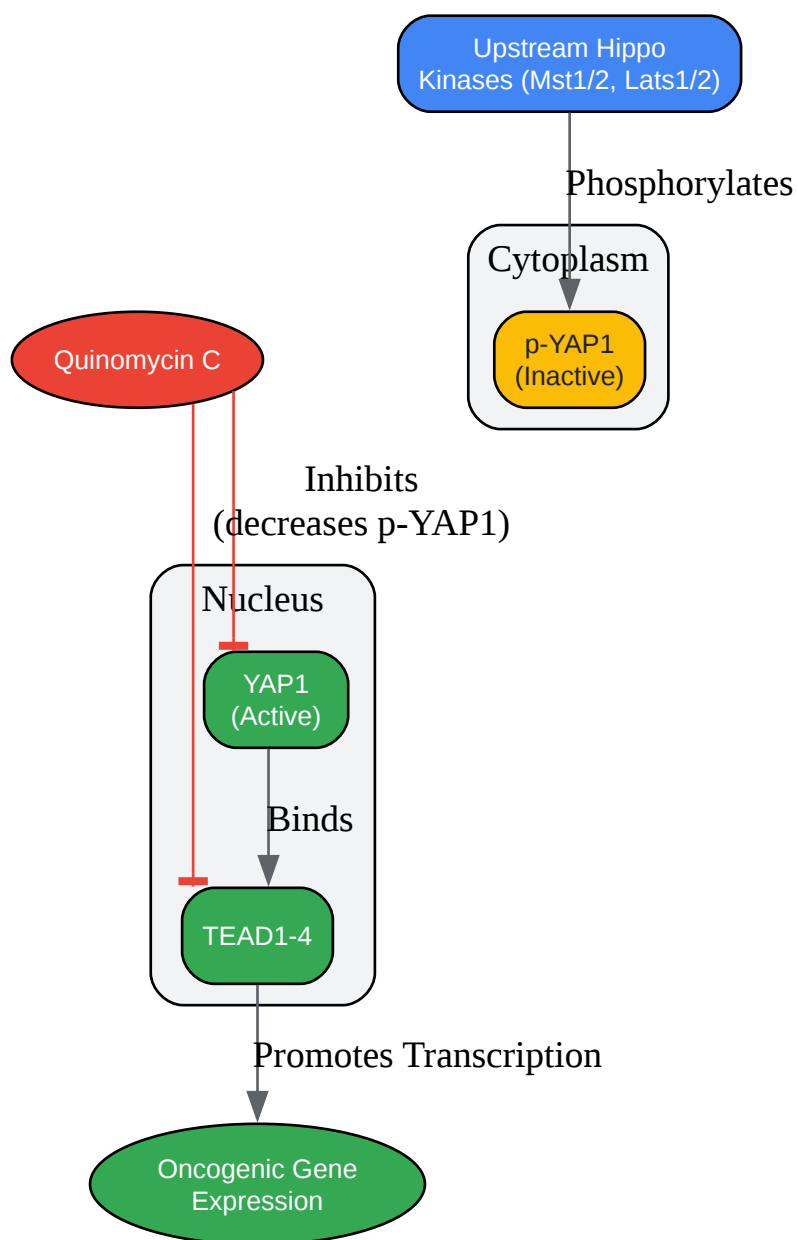 Upstream Hippo
Kinases (Mst1/2, Lats1/2)
Phosphorylates
Cytoplasm
p-YAP1
(Inactive)
Quinomycin C
Inhibits
(decreases p-YAP1)
Nucleus
YAP1
(Active)
Binds
TEAD1-4
Promotes Transcription
Oncogenic Gene
Expression